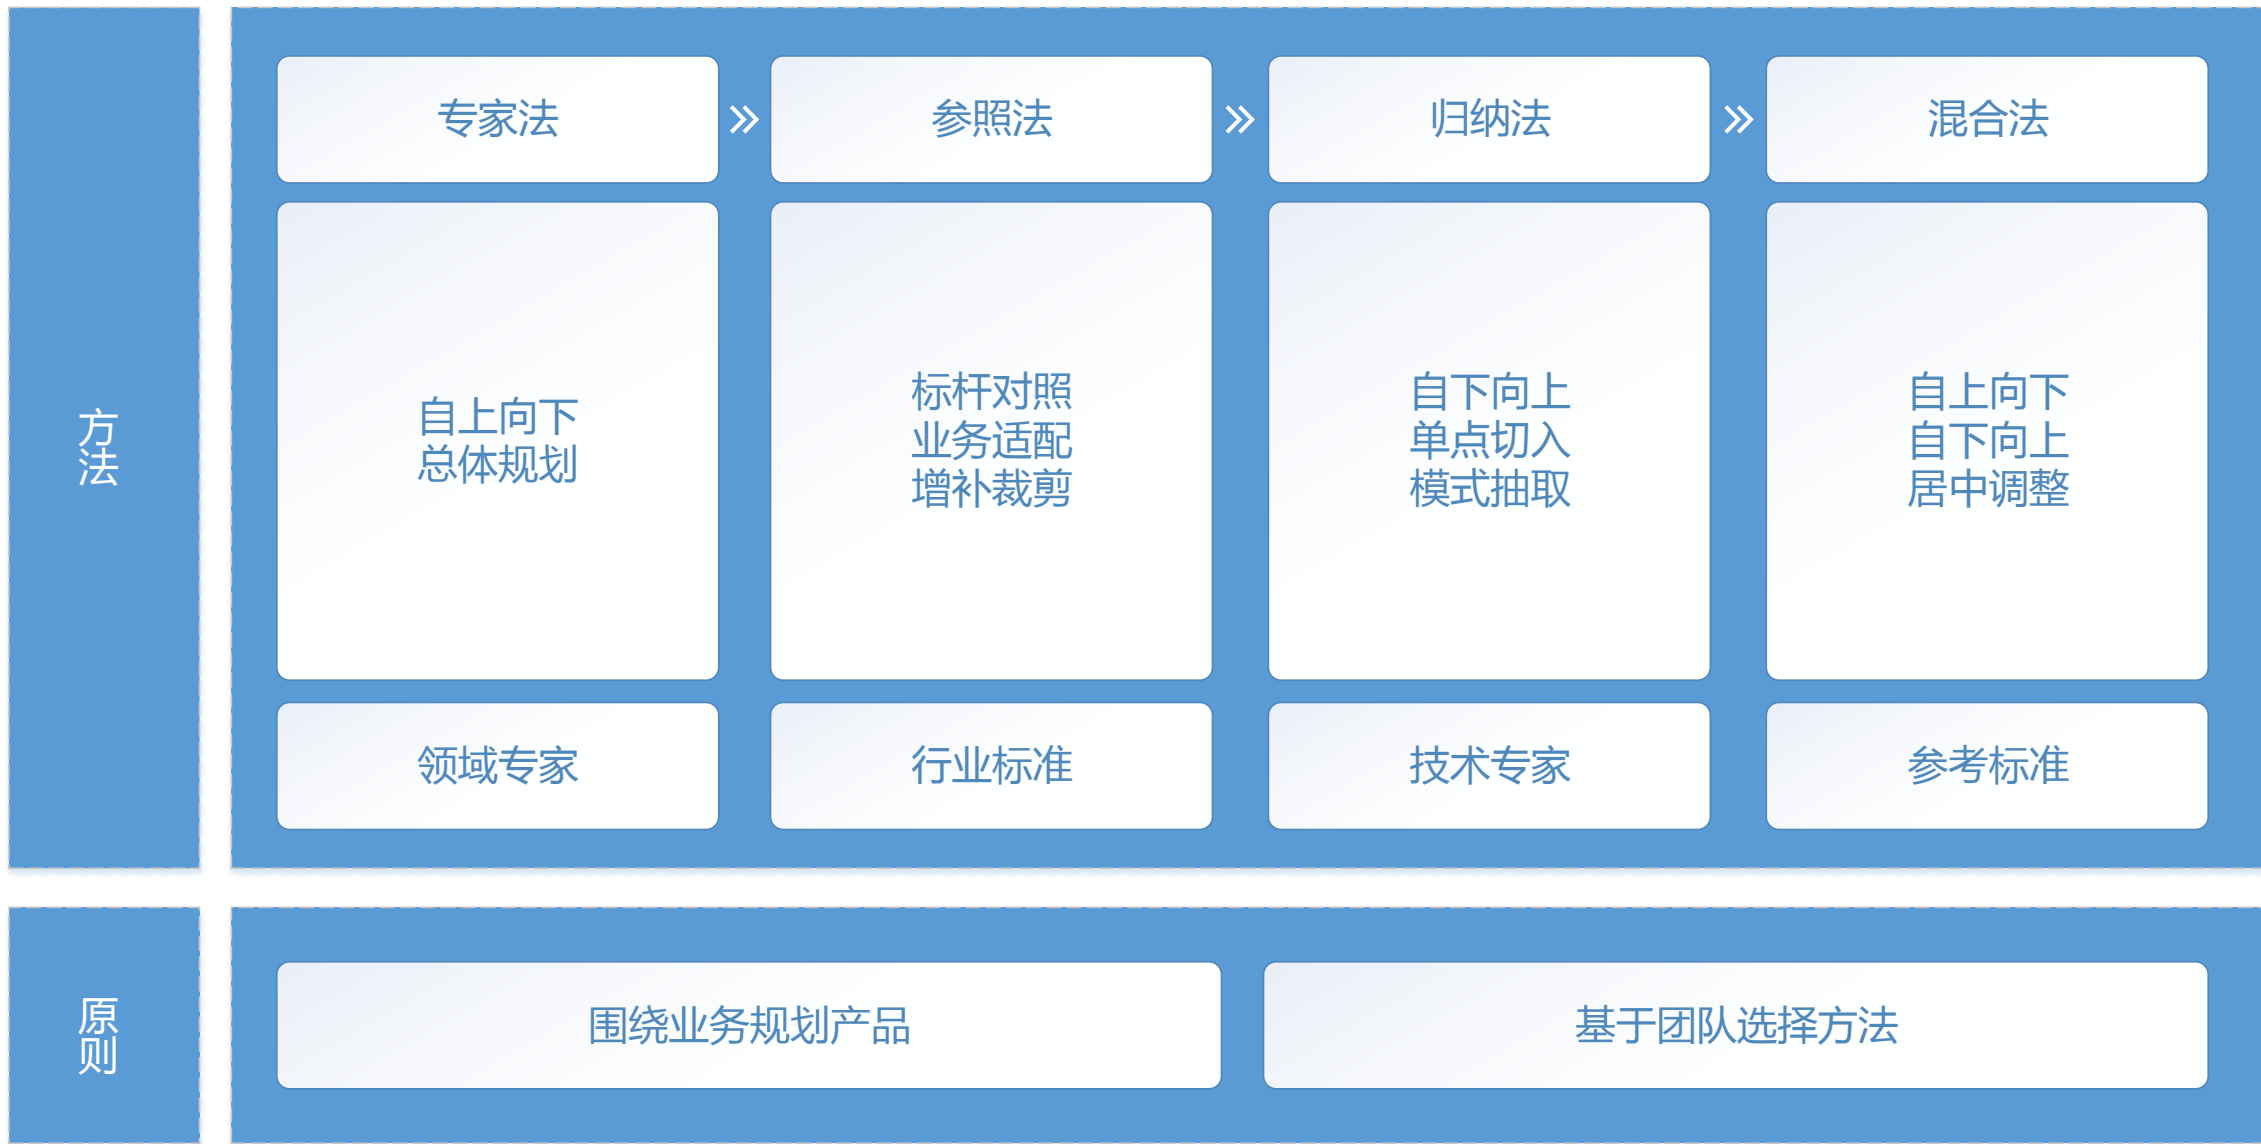 方法
专家法
参照法
归纳法
混合法
自上向下
总体规划
标杆对照
业务适配
增补裁剪
自下向上
单点切入
模式抽取
自上向下
自下向上
居中调整
领域专家
行业标准
技术专家
参考标准
原则
围绕业务规划产品
基于团队选择方法